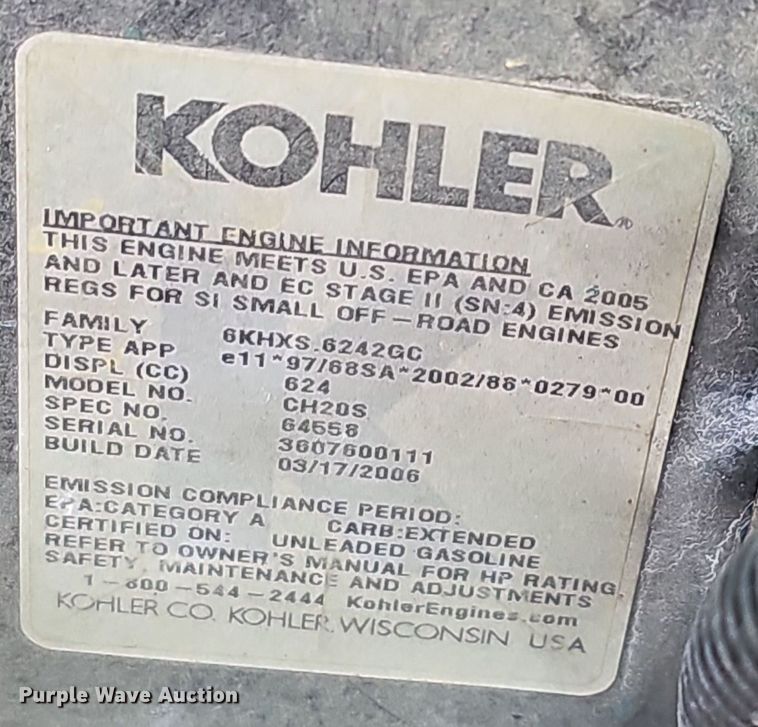 KOHLER®
IMPORTANT ENGINE INFORMATION
THIS ENGINE MEETS U.S. EPA AND CA 2005
AND LATER AND EC STAGE II (SN:4) EMISSION
REGS FOR SI SMALL OFF-ROAD ENGINES
FAMILY 6KHXS.6242GC
TYPE APP e11*97/68SA*2002/88*0279*00
DISPL (CC) 624
MODEL NO. CH20S
SPEC NO. 64558
SERIAL NO. 3607600111
BUILD DATE 03/17/2006
EMISSION COMPLIANCE PERIOD:
EPA:CATEGORY A CARB:EXTENDED
CERTIFIED ON: UNLEADED GASOLINE
REFER TO OWNER'S MANUAL FOR HP RATING,
SAFETY, MAINTENANCE AND ADJUSTMENTS
1-800-544-2444 KohlerEngines.com
KOHLER CO. KOHLER, WISCONSIN USA
Purple Wave Auction